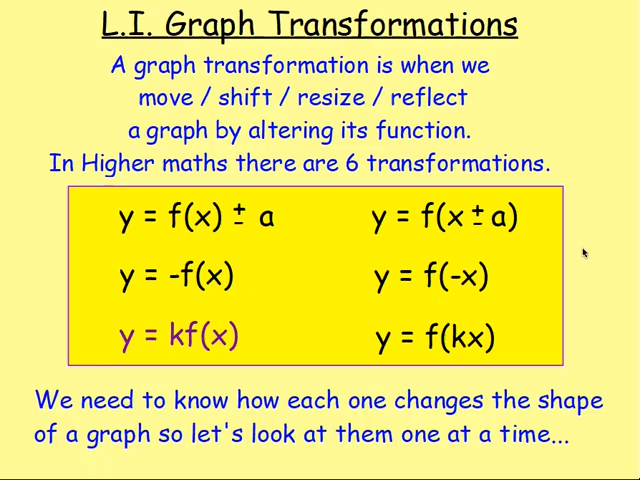 L.I. Graph Transformations
A graph transformation is when we
move / shift / resize / reflect
a graph by altering its function.
In Higher maths there are 6 transformations.
y = f(x) ± a
y = f(x ± a)
y = -f(x)
y = f(-x)
y = kf(x)
y = f(kx)
We need to know how each one changes the shape
of a graph so let's look at them one at a time...